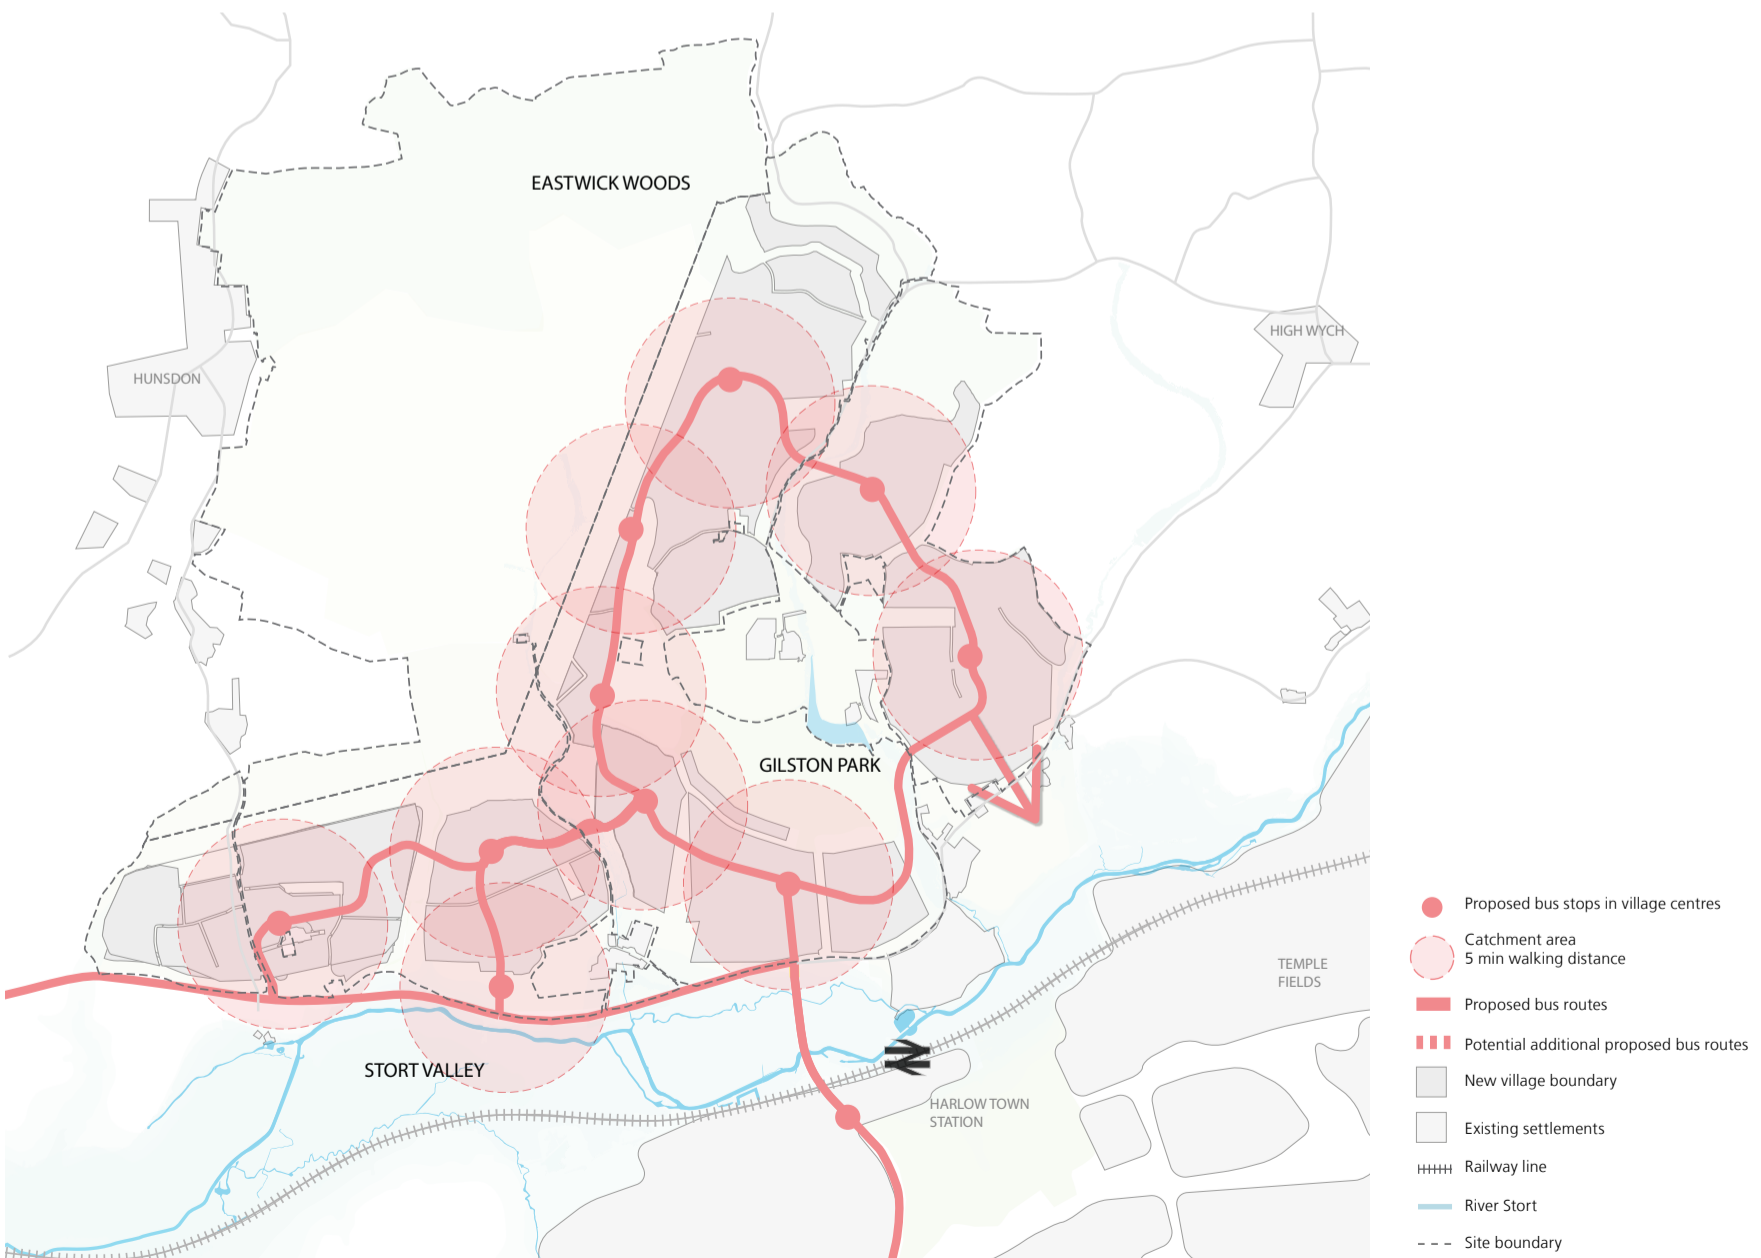 EASTWICK WOODS
HIGH WYCH
HUNSDON
GILSTON PARK
TEMPLE
FIELDS
STORT VALLEY
HARLOW TOWN
STATION
Proposed bus stops in village centres
Catchment area
5 min walking distance
Proposed bus routes
Potential additional proposed bus routes
New village boundary
Existing settlements
Railway line
River Stort
Site boundary